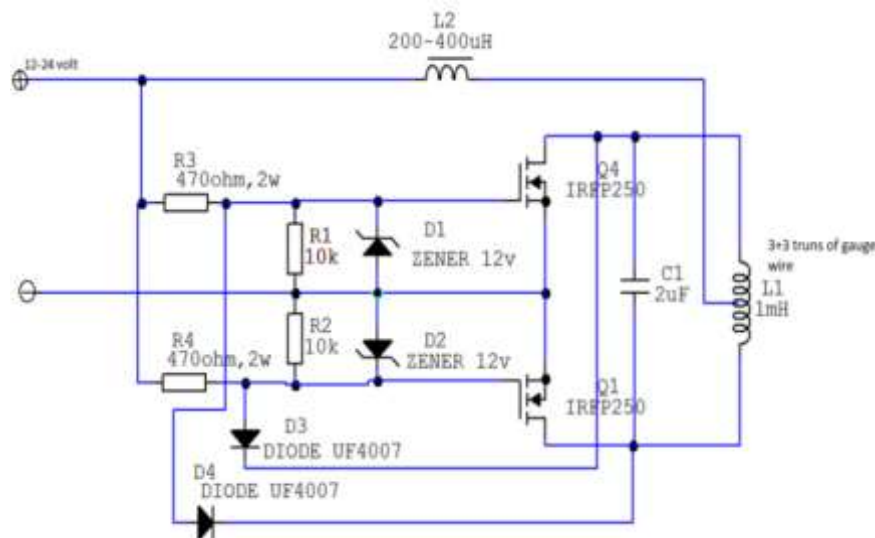 L2
200~400uH
12-24 volt
R3
470ohm,2w
Q4
IRFP250
R1
10k
D1
ZENER 12v
3+3 truns of gauge
wire
C1
2uF
L1
1mH
R2
10k
R4
470ohm,2w
D2
ZENER 12v
Q1
IRFP250
D3
DIODE UF4007
D4
DIODE UF4007